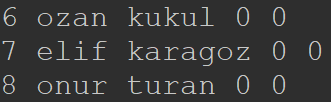 6 ozan kukul 0 0
7 elif karagoz 0 0
8 onur turan 0 0